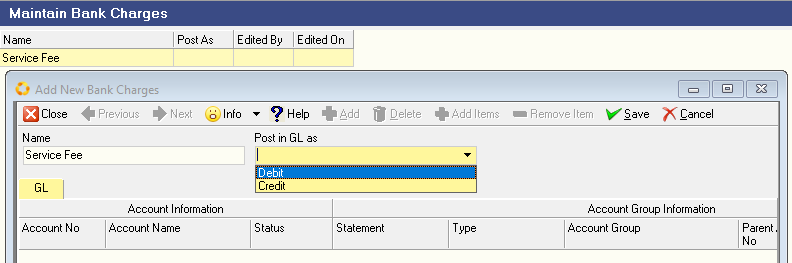 Maintain Bank Charges
Name Post As Edited By Edited On
Service Fee
Add New Bank Charges
Close Previous Next Info Help Add Delete Add Items Remove Item Save Cancel
Name Post in GL as
Service Fee
Debit
Credit
GL
Account Information Account Group Information
Account No Account Name Status Statement Type Account Group Parent
No